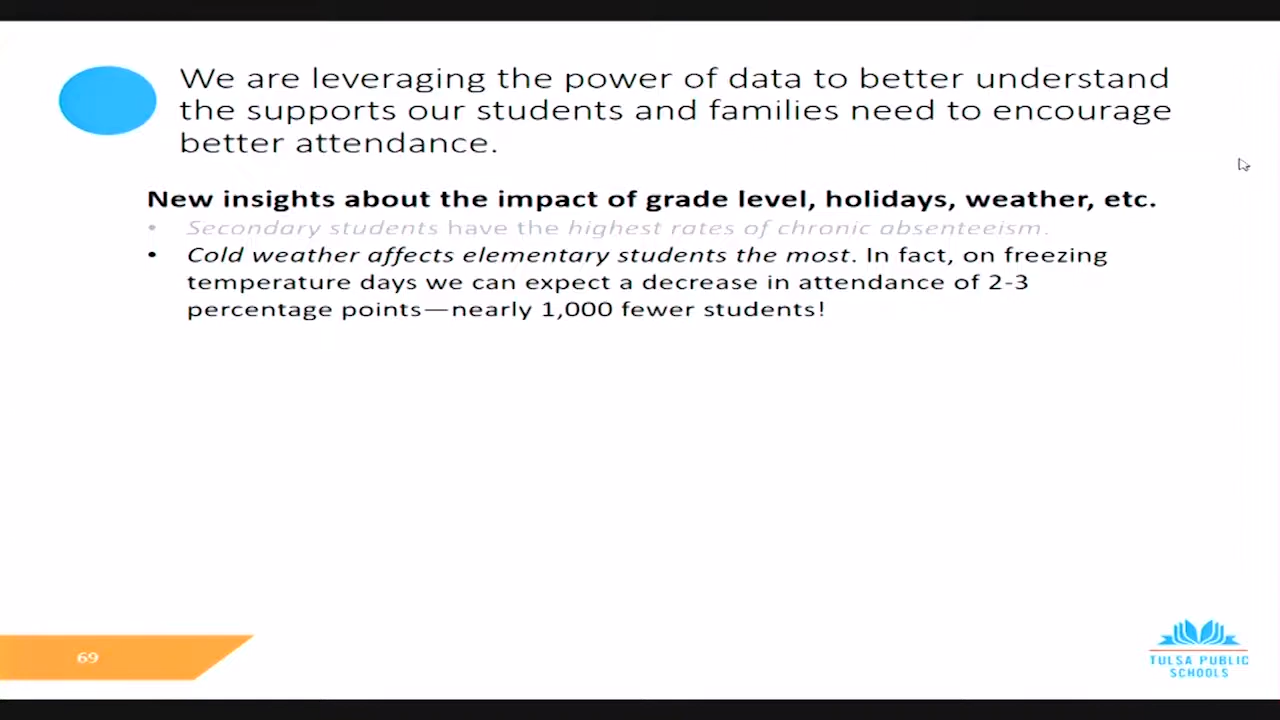 We are leveraging the power of data to better understand
the supports our students and families need to encourage
better attendance.
New insights about the impact of grade level, holidays, weather, etc.
• Secondary students have the highest rates of chronic absenteeism.
• Cold weather affects elementary students the most. In fact, on freezing
temperature days we can expect a decrease in attendance of 2-3
percentage points—nearly 1,000 fewer students!
69
TULSA PUBLIC
SCHOOLS